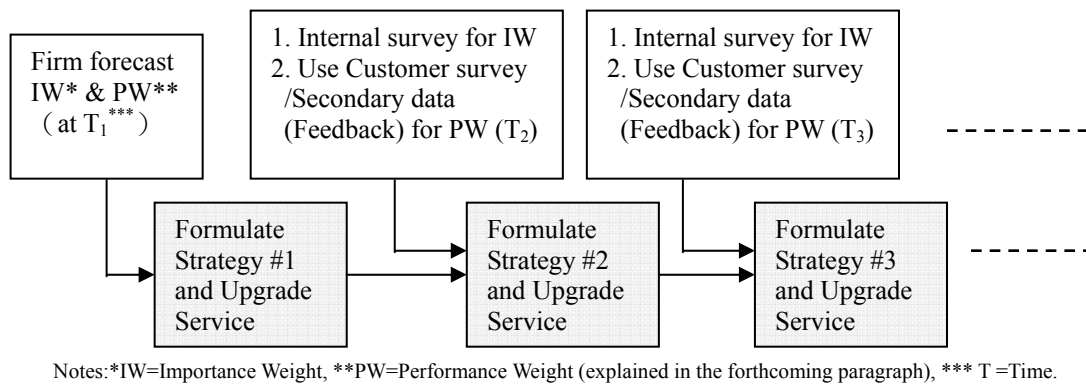 Firm forecast
IW* & PW**
( at T1*** )
1. Internal survey for IW
2. Use Customer survey
/Secondary data
(Feedback) for PW (T2)
1. Internal survey for IW
2. Use Customer survey
/Secondary data
(Feedback) for PW (T3)
Formulate
Strategy #1
and Upgrade
Service
Formulate
Strategy #2
and Upgrade
Service
Formulate
Strategy #3
and Upgrade
Service
Notes:*IW=Importance Weight, **PW=Performance Weight (explained in the forthcoming paragraph), *** T =Time.